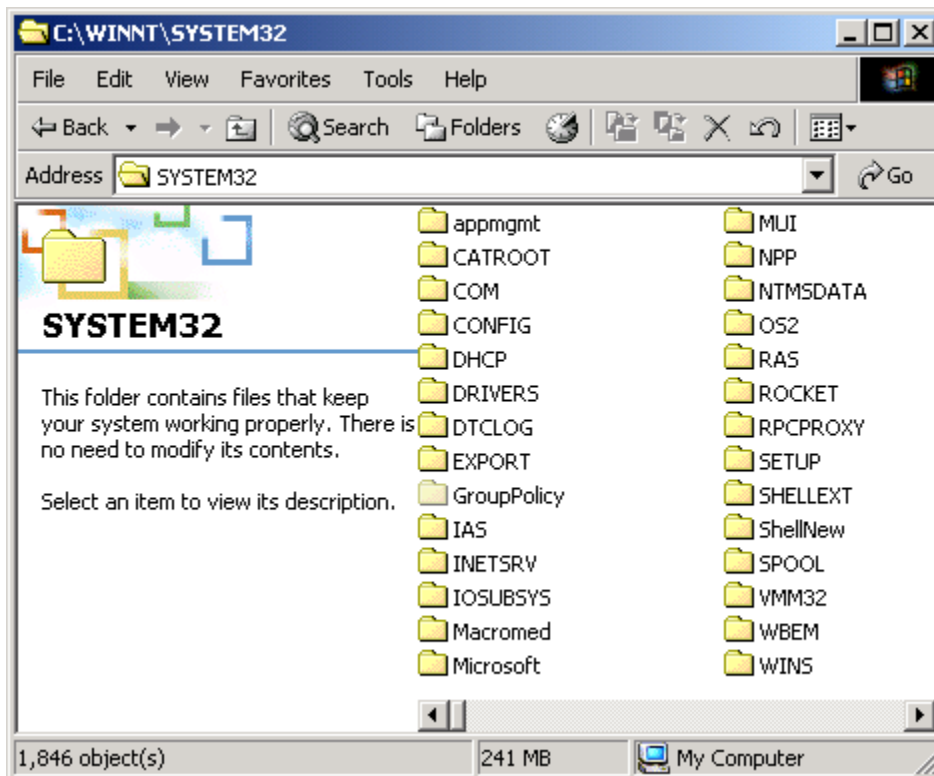 C:\WINNT\SYSTEM32
File Edit View Favorites Tools Help
Back Search Folders
Address SYSTEM32 Go
SYSTEM32
This folder contains files that keep
your system working properly. There is
no need to modify its contents.
Select an item to view its description.
appmgmt
CATROOT
COM
CONFIG
DHCP
DRIVERS
DTCLOG
EXPORT
GroupPolicy
IAS
INETSRV
IOSUBSYS
Macromed
Microsoft
MUI
NPP
NTMSDATA
OS2
RAS
ROCKET
RPCPROXY
SETUP
SHELLEXT
ShellNew
SPOOL
VMM32
WBEM
WINS
1,846 object(s) 241 MB My Computer